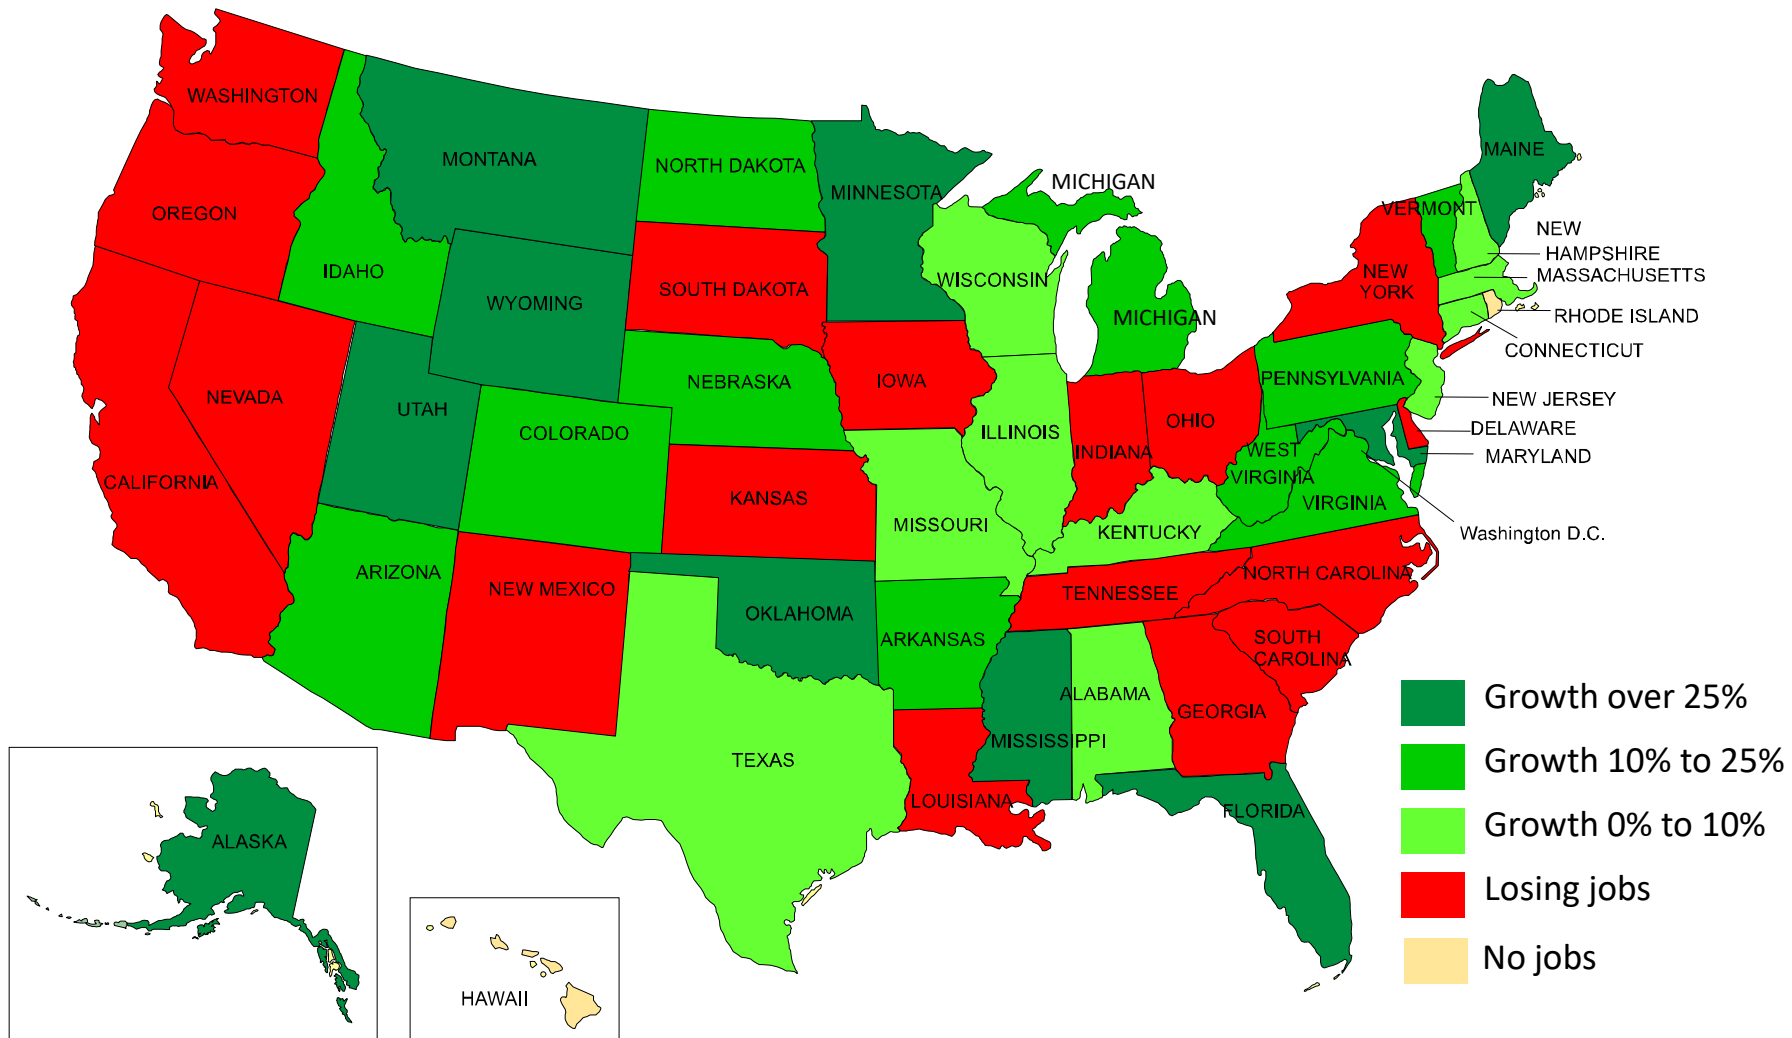 WASHINGTON
OREGON
CALIFORNIA
NEVADA
IDAHO
MONTANA
WYOMING
UTAH
COLORADO
ARIZONA
NEW MEXICO
NORTH DAKOTA
SOUTH DAKOTA
NEBRASKA
KANSAS
OKLAHOMA
TEXAS
MINNESOTA
IOWA
MISSOURI
ARKANSAS
LOUISIANA
WISCONSIN
ILLINOIS
MICHIGAN
MICHIGAN
INDIANA
OHIO
KENTUCKY
TENNESSEE
MISSISSIPPI
ALABAMA
GEORGIA
FLORIDA
SOUTH
CAROLINA
NORTH CAROLINA
VIRGINIA
WEST
VIRGINIA
PENNSYLVANIA
NEW
YORK
VERMONT
MAINE
NEW
HAMPSHIRE
MASSACHUSETTS
RHODE ISLAND
CONNECTICUT
NEW JERSEY
DELAWARE
MARYLAND
Washington D.C.
ALASKA
HAWAII
Growth over 25%
Growth 10% to 25%
Growth 0% to 10%
Losing jobs
No jobs